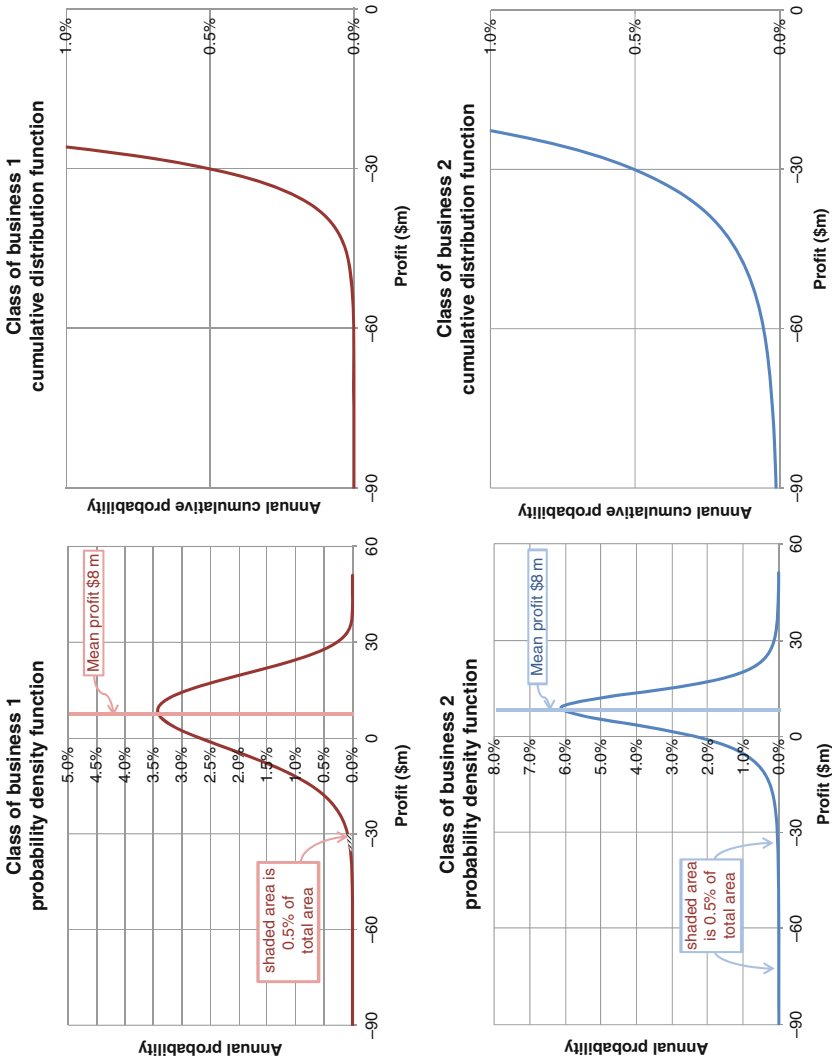 Class of business 1
probability density function
5.0%
4.5%
4.0%
3.5%
3.0%
2.5%
2.0%
1.5%
1.0%
0.5%
0.0%
Annual probability
Mean profit $8 m
shaded area is
0.5% of
total area
−90
−60
−30
0
30
60
Profit ($m)
Class of business 1
cumulative distribution function
1.0%
0.5%
0.0%
Annual cumulative probability
−90
−60
−30
0
Profit ($m)
Class of business 2
probability density function
8.0%
7.0%
6.0%
5.0%
4.0%
3.0%
2.0%
1.0%
0.0%
Annual probability
Mean profit $8 m
shaded area
is 0.5% of
total area
−90
−60
−30
0
30
60
Profit ($m)
Class of business 2
cumulative distribution function
1.0%
0.5%
0.0%
Annual cumulative probability
−90
−60
−30
0
Profit ($m)